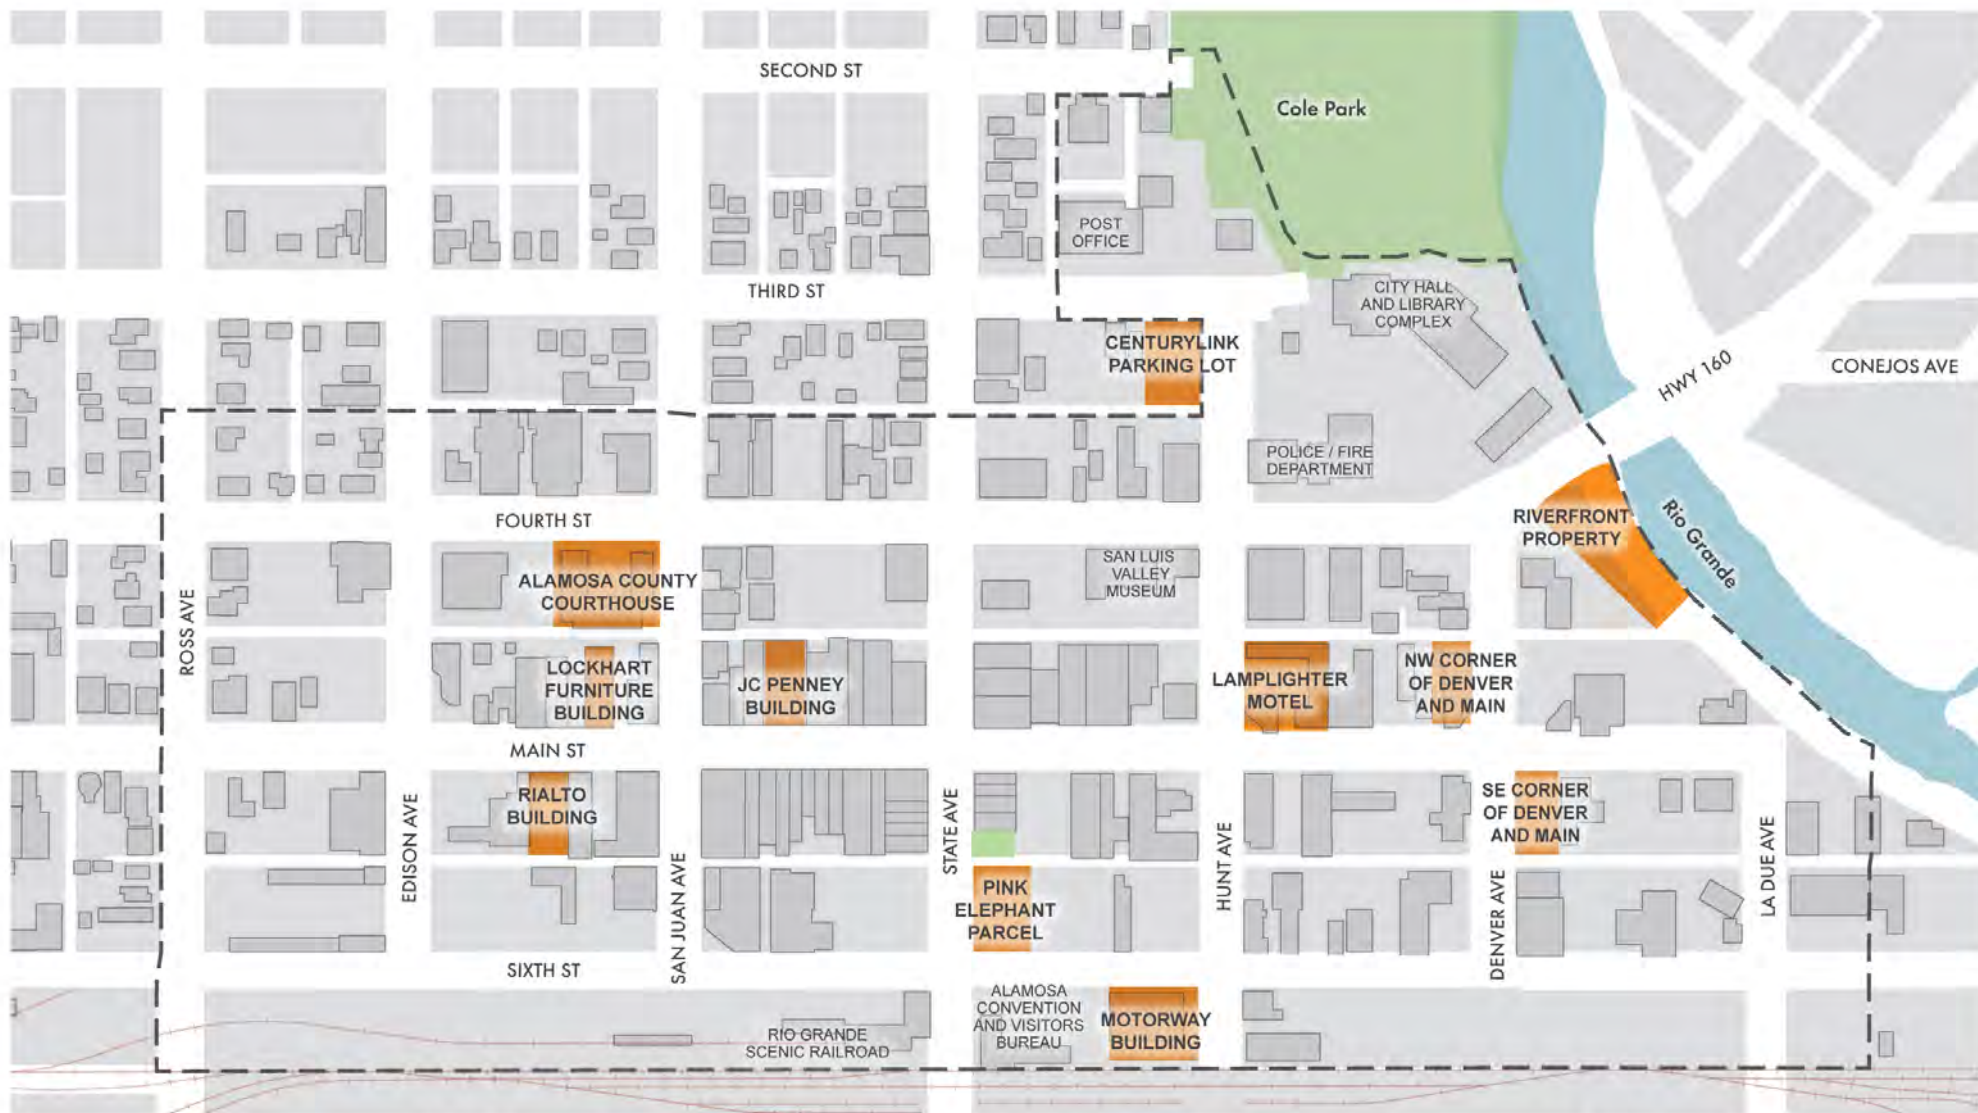 SECOND ST
Cole Park
POST
OFFICE
THIRD ST
CITY HALL
AND LIBRARY
COMPLEX
CENTURYLINK
PARKING LOT
HWY 160
CONEJOS AVE
POLICE / FIRE
DEPARTMENT
FOURTH ST
RIVERFRONT
PROPERTY
Rio Grande
SAN LUIS
VALLEY
MUSEUM
ALAMOSA COUNTY
COURTHOUSE
ROSS AVE
LOCKHART
FURNITURE
BUILDING
JC PENNEY
BUILDING
LAMPLIGHTER
MOTEL
NW CORNER
OF DENVER
AND MAIN
MAIN ST
RIALTO
BUILDING
SE CORNER
OF DENVER
AND MAIN
EDISON AVE
SAN JUAN AVE
STATE AVE
HUNT AVE
DENVER AVE
LA DUE AVE
PINK
ELEPHANT
PARCEL
SIXTH ST
RIO GRANDE
SCENIC RAILROAD
ALAMOSA
CONVENTION
AND VISITORS
BUREAU
MOTORWAY
BUILDING